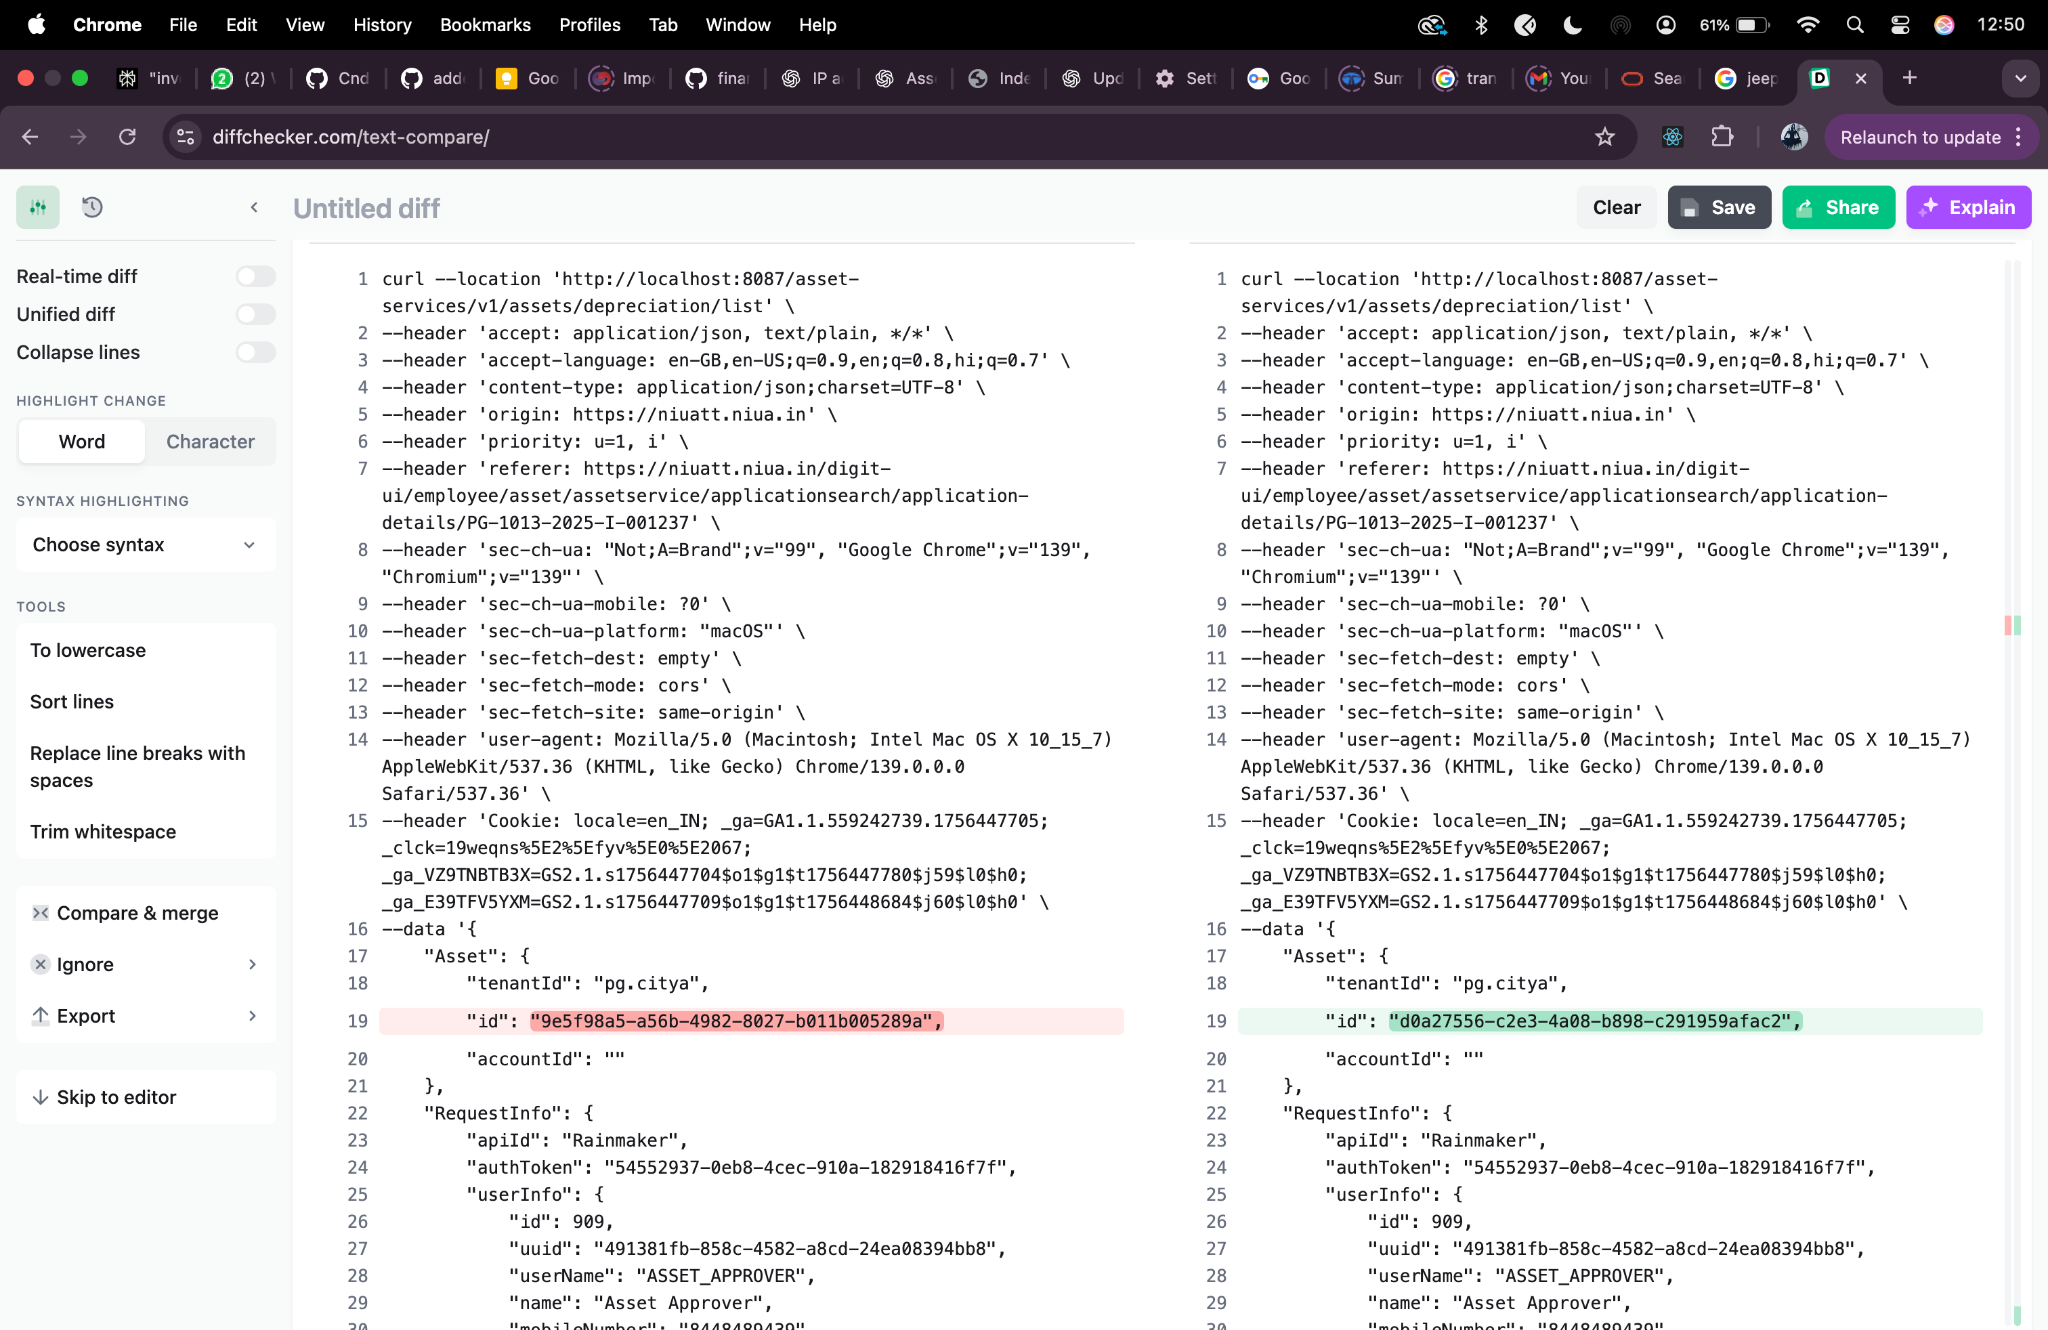 Chrome File Edit View History Bookmarks Profiles Tab Window Help 61% 12:50
"inv (2) Cnd add Goo Imp finar IP a Ass Inde Upd Sett Goo Sum tran You Sea jeep
diffchecker.com/text-compare/ Relaunch to update
Untitled diff Clear Save Share Explain
Real-time diff
Unified diff
Collapse lines
HIGHLIGHT CHANGE
Word Character
SYNTAX HIGHLIGHTING
Choose syntax
TOOLS
To lowercase
Sort lines
Replace line breaks with
spaces
Trim whitespace
Compare & merge
Ignore
Export
Skip to editor
1 curl --location 'http://localhost:8087/asset-
services/v1/assets/depreciation/list' \
2 --header 'accept: application/json, text/plain, */*' \
3 --header 'accept-language: en-GB,en-US;q=0.9,en;q=0.8,hi;q=0.7' \
4 --header 'content-type: application/json;charset=UTF-8' \
5 --header 'origin: https://niuatt.niua.in' \
6 --header 'priority: u=1, i' \
7 --header 'referer: https://niuatt.niua.in/digit-
ui/employee/asset/assetservice/applicationsearch/application-
details/PG-1013-2025-I-001237' \
8 --header 'sec-ch-ua: "Not;A=Brand";v="99", "Google Chrome";v="139",
"Chromium";v="139"' \
9 --header 'sec-ch-ua-mobile: ?0' \
10 --header 'sec-ch-ua-platform: "macOS"' \
11 --header 'sec-fetch-dest: empty' \
12 --header 'sec-fetch-mode: cors' \
13 --header 'sec-fetch-site: same-origin' \
14 --header 'user-agent: Mozilla/5.0 (Macintosh; Intel Mac OS X 10_15_7)
AppleWebKit/537.36 (KHTML, like Gecko) Chrome/139.0.0.0
Safari/537.36' \
15 --header 'Cookie: locale=en_IN; _ga=GA1.1.559242739.1756447705;
_clck=19weqns%5E2%5Efyv%5E0%5E2067;
_ga_VZ9TNBTB3X=GS2.1.s1756447704$o1$g1$t1756447780$j59$l0$h0;
_ga_E39TFV5YXM=GS2.1.s1756447709$o1$g1$t1756448684$j60$l0$h0' \
16 --data '{
17 "Asset": {
18 "tenantId": "pg.citya",
19 "id": "9e5f98a5-a56b-4982-8027-b011b005289a",
20 "accountId": ""
21 },
22 "RequestInfo": {
23 "apiId": "Rainmaker",
24 "authToken": "54552937-0eb8-4cec-910a-182918416f7f",
25 "userInfo": {
26 "id": 909,
27 "uuid": "491381fb-858c-4582-a8cd-24ea08394bb8",
28 "userName": "ASSET_APPROVER",
29 "name": "Asset Approver",
30 "mobileNumber": "8448489439"
1 curl --location 'http://localhost:8087/asset-
services/v1/assets/depreciation/list' \
2 --header 'accept: application/json, text/plain, */*' \
3 --header 'accept-language: en-GB,en-US;q=0.9,en;q=0.8,hi;q=0.7' \
4 --header 'content-type: application/json;charset=UTF-8' \
5 --header 'origin: https://niuatt.niua.in' \
6 --header 'priority: u=1, i' \
7 --header 'referer: https://niuatt.niua.in/digit-
ui/employee/asset/assetservice/applicationsearch/application-
details/PG-1013-2025-I-001237' \
8 --header 'sec-ch-ua: "Not;A=Brand";v="99", "Google Chrome";v="139",
"Chromium";v="139"' \
9 --header 'sec-ch-ua-mobile: ?0' \
10 --header 'sec-ch-ua-platform: "macOS"' \
11 --header 'sec-fetch-dest: empty' \
12 --header 'sec-fetch-mode: cors' \
13 --header 'sec-fetch-site: same-origin' \
14 --header 'user-agent: Mozilla/5.0 (Macintosh; Intel Mac OS X 10_15_7)
AppleWebKit/537.36 (KHTML, like Gecko) Chrome/139.0.0.0
Safari/537.36' \
15 --header 'Cookie: locale=en_IN; _ga=GA1.1.559242739.1756447705;
_clck=19weqns%5E2%5Efyv%5E0%5E2067;
_ga_VZ9TNBTB3X=GS2.1.s1756447704$o1$g1$t1756447780$j59$l0$h0;
_ga_E39TFV5YXM=GS2.1.s1756447709$o1$g1$t1756448684$j60$l0$h0' \
16 --data '{
17 "Asset": {
18 "tenantId": "pg.citya",
19 "id": "d0a27556-c2e3-4a08-b898-c291959afac2",
20 "accountId": ""
21 },
22 "RequestInfo": {
23 "apiId": "Rainmaker",
24 "authToken": "54552937-0eb8-4cec-910a-182918416f7f",
25 "userInfo": {
26 "id": 909,
27 "uuid": "491381fb-858c-4582-a8cd-24ea08394bb8",
28 "userName": "ASSET_APPROVER",
29 "name": "Asset Approver",
30 "mobileNumber": "8448489439"